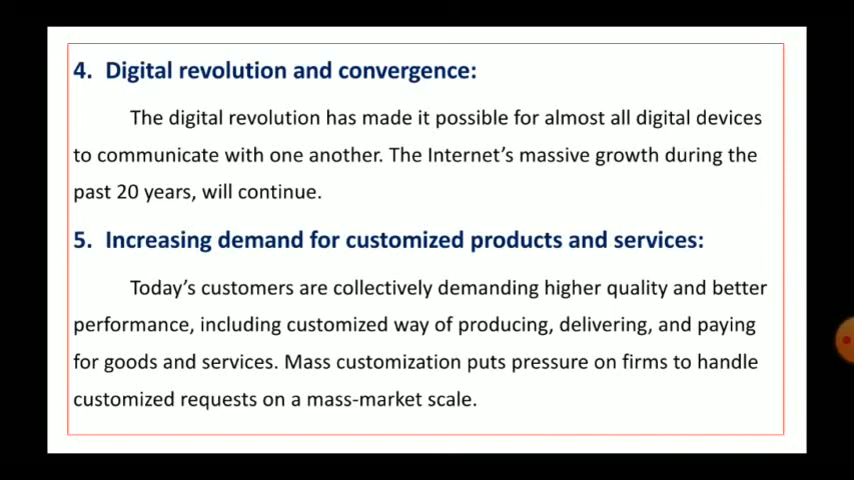 4. Digital revolution and convergence:
The digital revolution has made it possible for almost all digital devices
to communicate with one another. The Internet's massive growth during the
past 20 years, will continue.
5. Increasing demand for customized products and services:
Today's customers are collectively demanding higher quality and better
performance, including customized way of producing, delivering, and paying
for goods and services. Mass customization puts pressure on firms to handle
customized requests on a mass-market scale.